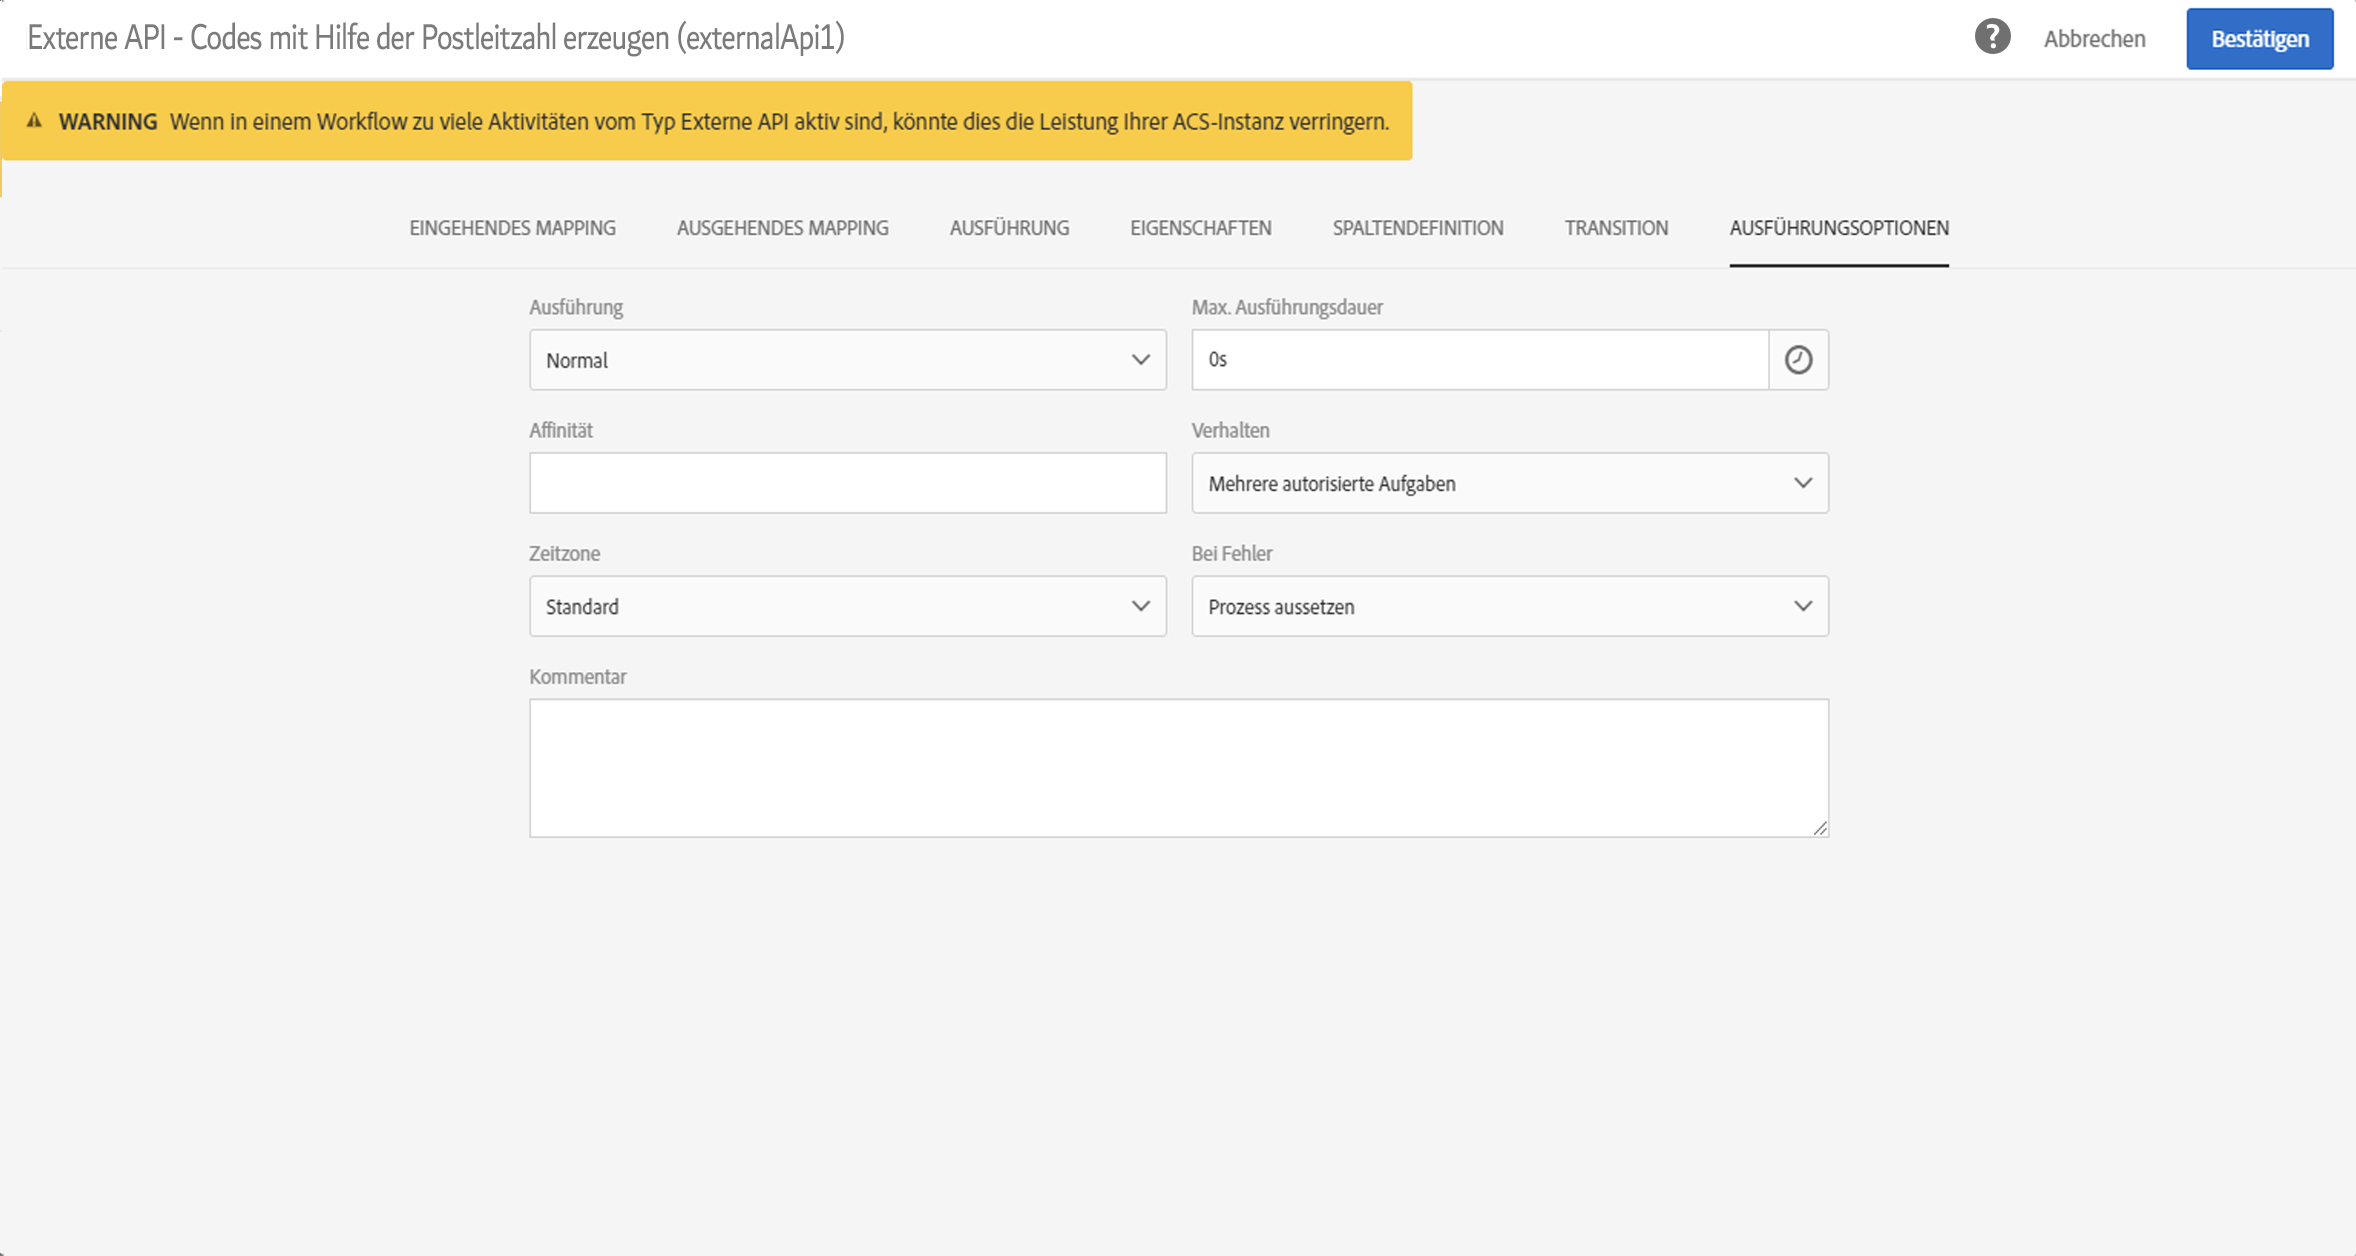 Externe API - Codes mit Hilfe der Postleitzahl erzeugen (externalApi1)
? Abbrechen Bestätigen
WARNING Wenn in einem Workflow zu viele Aktivitäten vom Typ Externe API aktiv sind, könnte dies die Leistung Ihrer ACS-Instanz verringern.
EINGEHENDES MAPPING AUSGEHENDES MAPPING AUSFÜHRUNG EIGENSCHAFTEN SPALTENDEFINITION TRANSITION AUSFÜHRUNGSOPTIONEN
Ausführung Max. Ausführungsdauer
Normal 0s
Affinität Verhalten
Mehrere autorisierte Aufgaben
Zeitzone Bei Fehler
Standard Prozess aussetzen
Kommentar